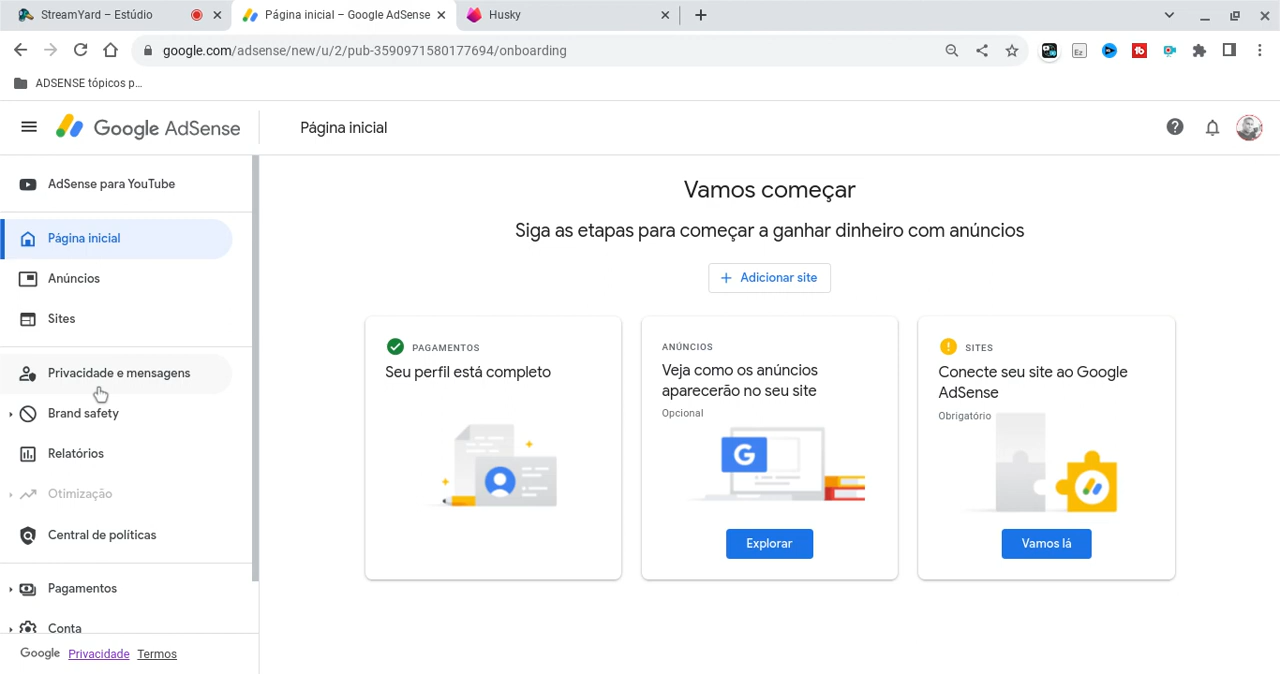 StreamYard – Estúdio
Página inicial – Google AdSense
Husky
google.com/adsense/new/u/2/pub-3590971580177694/onboarding
Ez
ADSENSE tópicos p...
Google AdSense
Página inicial
AdSense para YouTube
Página inicial
Anúncios
Sites
Privacidade e mensagens
Brand safety
Relatórios
Otimização
Central de políticas
Pagamentos
Conta
Google Privacidade Termos
Vamos começar
Siga as etapas para começar a ganhar dinheiro com anúncios
+ Adicionar site
PAGAMENTOS
Seu perfil está completo
ANÚNCIOS
Veja como os anúncios
aparecerão no seu site
Opcional
G
Explorar
SITES
Conecte seu site ao Google
AdSense
Obrigatório
Vamos lá